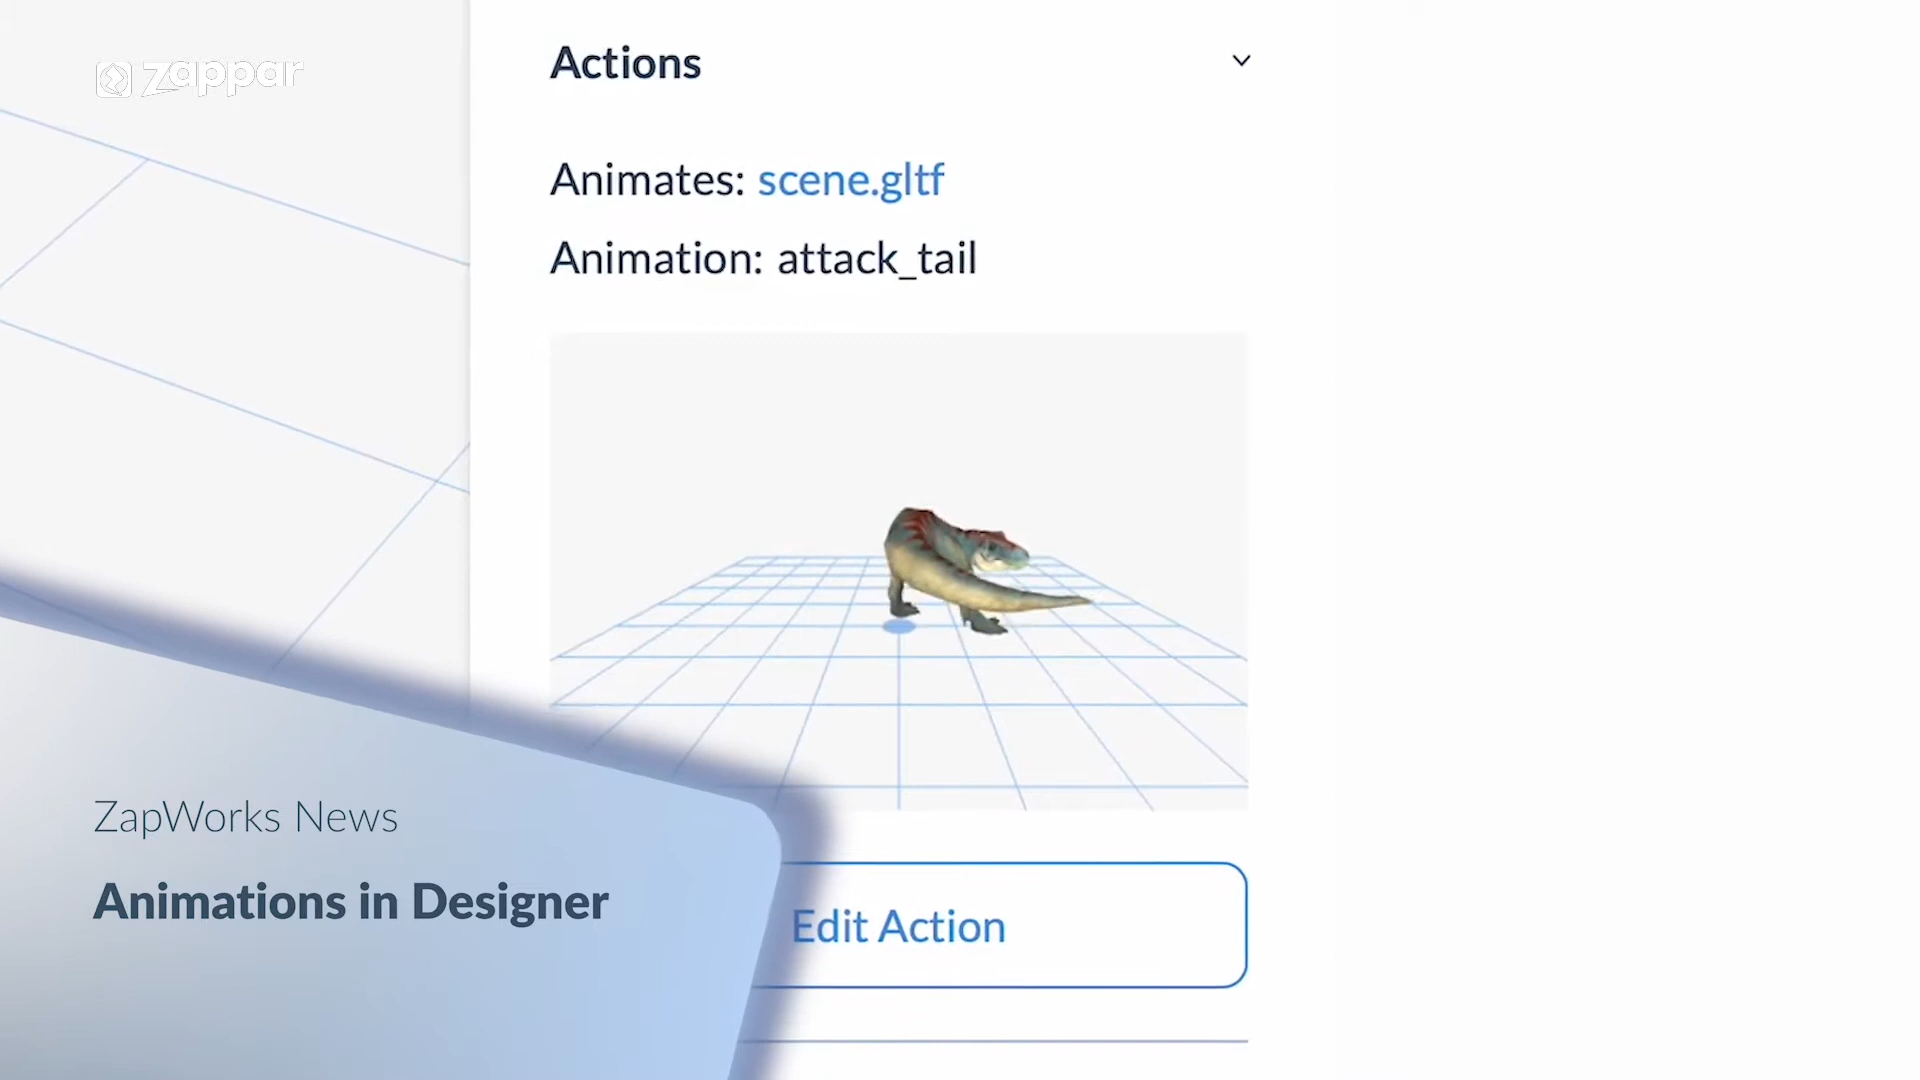 zappar
Actions
Animates: scene.gltf
Animation: attack_tail
ZapWorks News
Animations in Designer
Edit Action